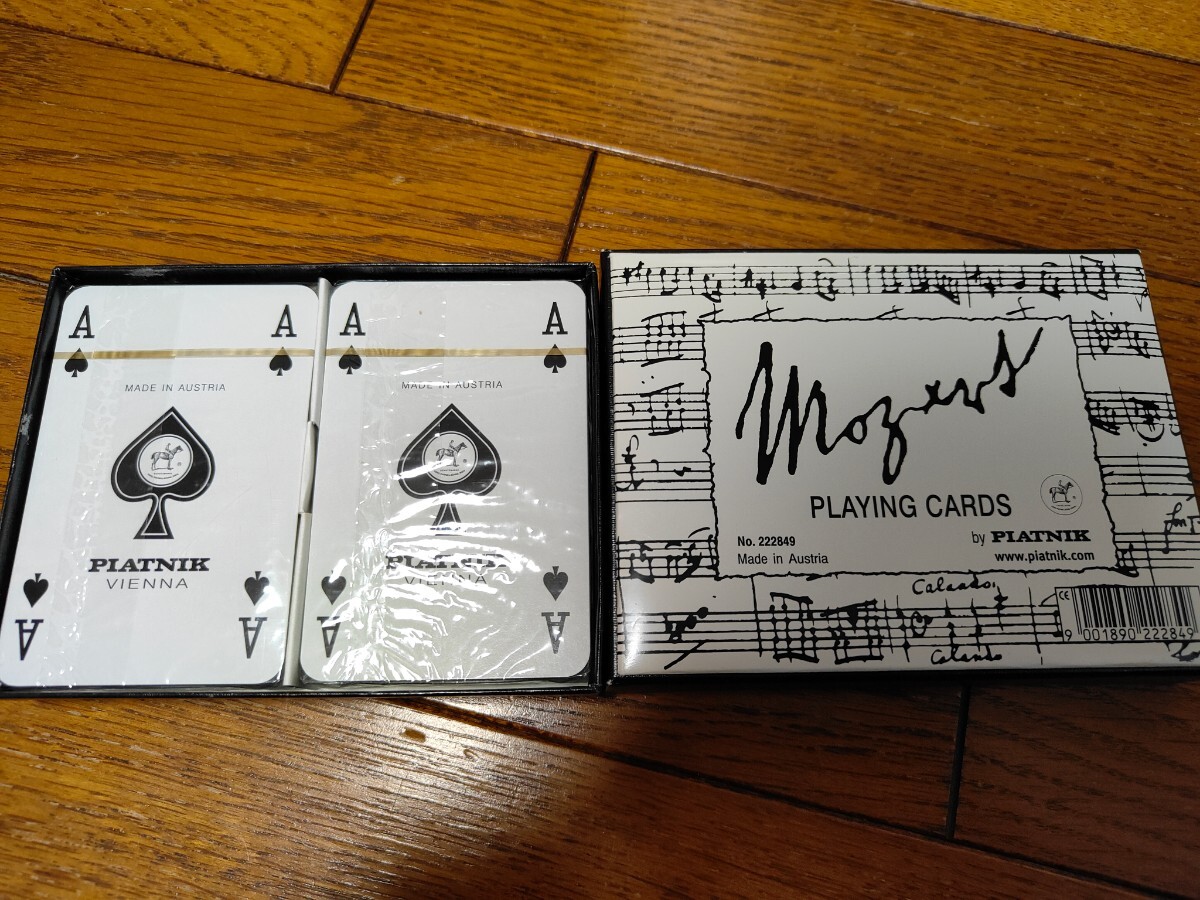 A A
MADE IN AUSTRIA
PIATNIK
VIENNA
A A
A A
MADE IN AUSTRIA
PIATNIK
VIENNA
A A
Mozart
PLAYING CARDS
by PIATNIK
No. 222849
Made in Austria
www.piatnik.com
Calando
Calando
CE
9 001890 222849